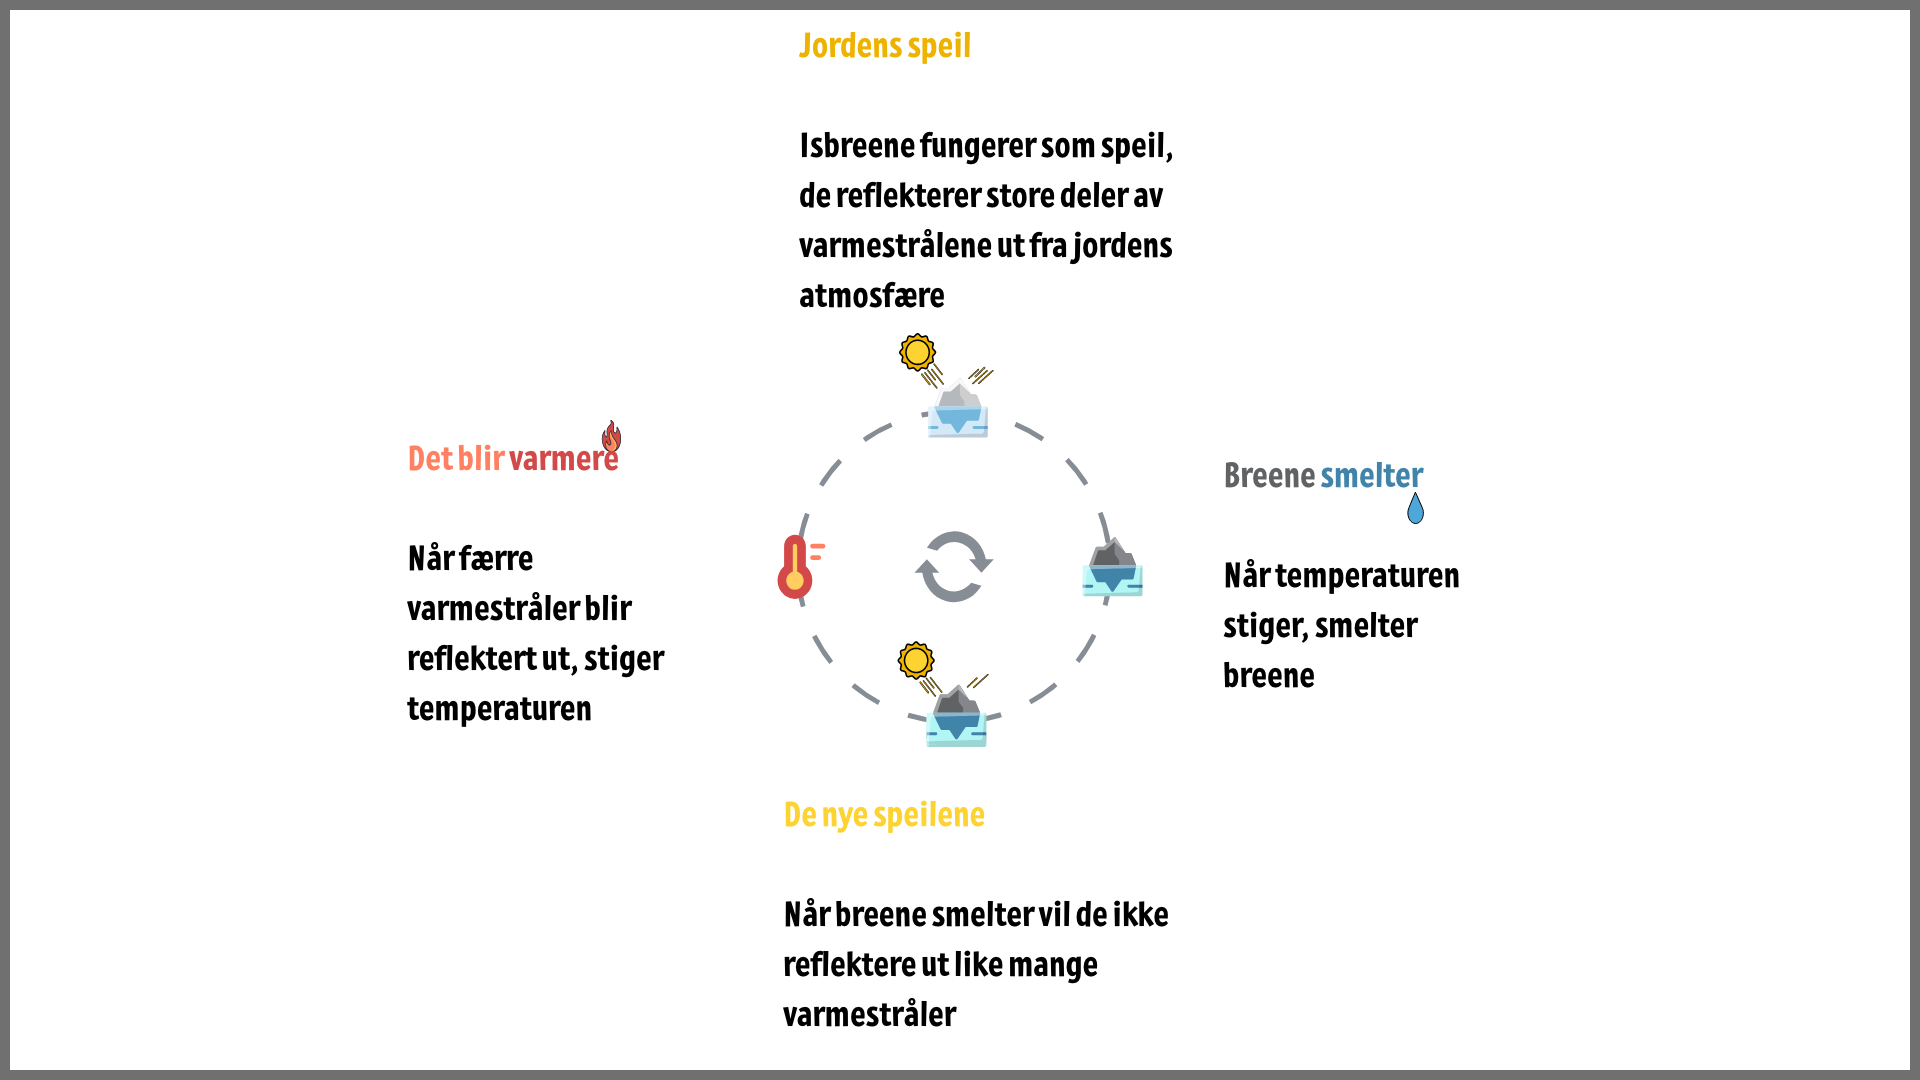 Jordens speil
Isbreene fungerer som speil,
de reflekterer store deler av
varmestrålene ut fra jordens
atmosfære
Det blir varmere
Når færre
varmestråler blir
reflektert ut, stiger
temperaturen
Breene smelter
Når temperaturen
stiger, smelter
breene
De nye speilene
Når breene smelter vil de ikke
reflektere ut like mange
varmestråler